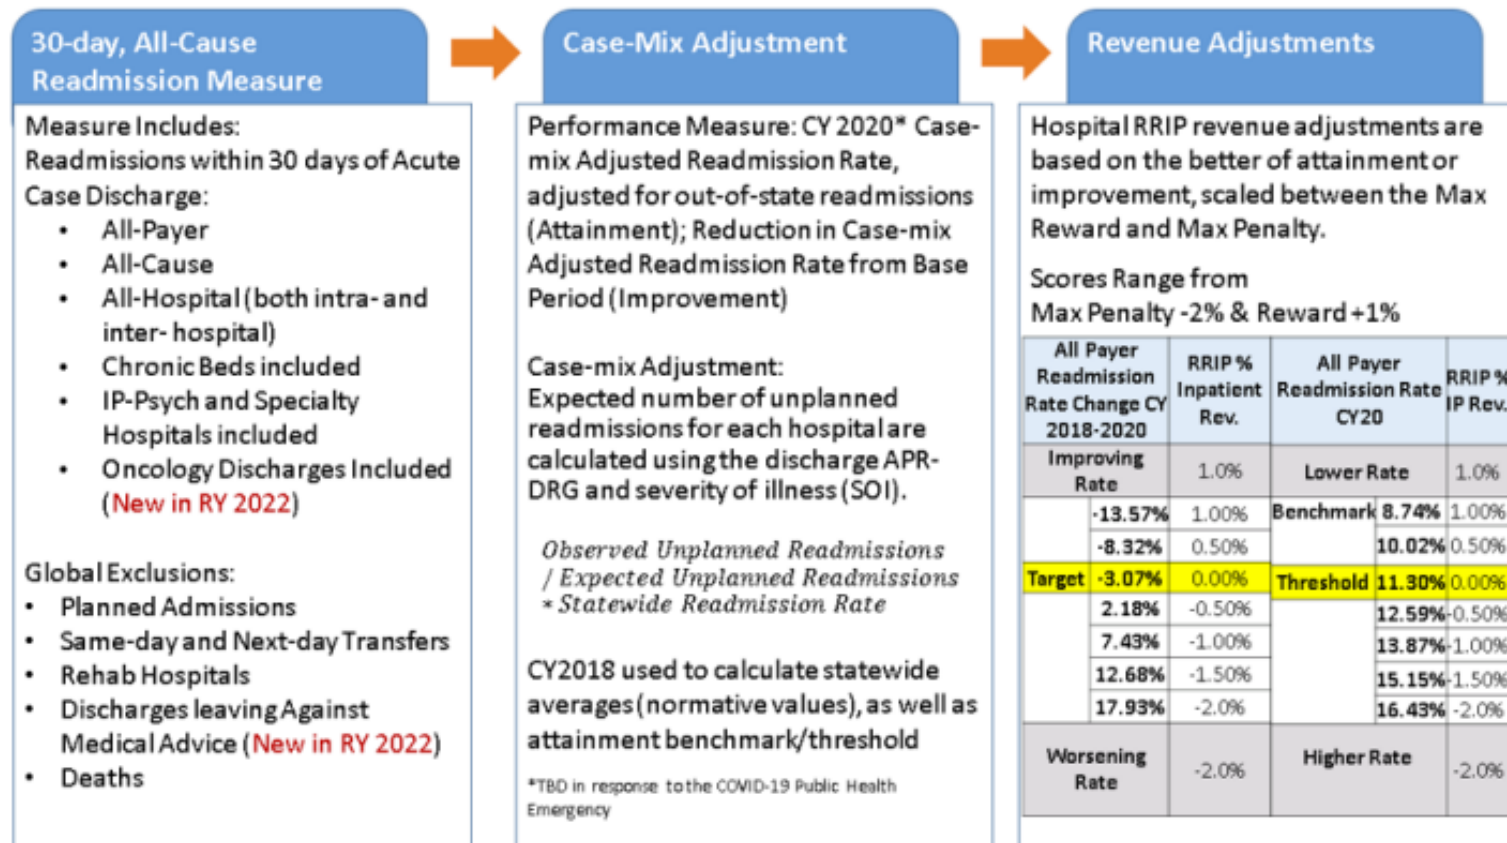 30-day, All-Cause
Readmission Measure
Measure Includes:
Readmissions within 30 days of Acute
Case Discharge:
• All-Payer
• All-Cause
• All-Hospital (both intra- and
inter- hospital)
• Chronic Beds included
• IP-Psych and Specialty
Hospitals included
• Oncology Discharges Included
(New in RY 2022)
Global Exclusions:
• Planned Admissions
• Same-day and Next-day Transfers
• Rehab Hospitals
• Discharges leaving Against
Medical Advice (New in RY 2022)
• Deaths
Case-Mix Adjustment
Performance Measure: CY 2020* Case-
mix Adjusted Readmission Rate,
adjusted for out-of-state readmissions
(Attainment); Reduction in Case-mix
Adjusted Readmission Rate from Base
Period (Improvement)
Case-mix Adjustment:
Expected number of unplanned
readmissions for each hospital are
calculated using the discharge APR-
DRG and severity of illness (SOI).
Observed Unplanned Readmissions
/ Expected Unplanned Readmissions
* Statewide Readmission Rate
CY2018 used to calculate statewide
averages (normative values), as well as
attainment benchmark/threshold
*TBD in response to the COVID-19 Public Health
Emergency
Revenue Adjustments
Hospital RRIP revenue adjustments are
based on the better of attainment or
improvement, scaled between the Max
Reward and Max Penalty.
Scores Range from
Max Penalty -2% & Reward +1%
All Payer
Readmission
Rate Change CY
2018-2020
RRIP %
Inpatient
Rev.
All Payer
Readmission Rate
CY20
RRIP %
IP Rev.
Improving
Rate
1.0%
Lower Rate
1.0%
-13.57% 1.00% Benchmark 8.74% 1.00%
-8.32% 0.50% 10.02% 0.50%
Target -3.07% 0.00% Threshold 11.30% 0.00%
2.18% -0.50% 12.59% -0.50%
7.43% -1.00% 13.87% -1.00%
12.68% -1.50% 15.15% -1.50%
17.93% -2.0% 16.43% -2.0%
Worsening
Rate
-2.0%
Higher Rate
-2.0%